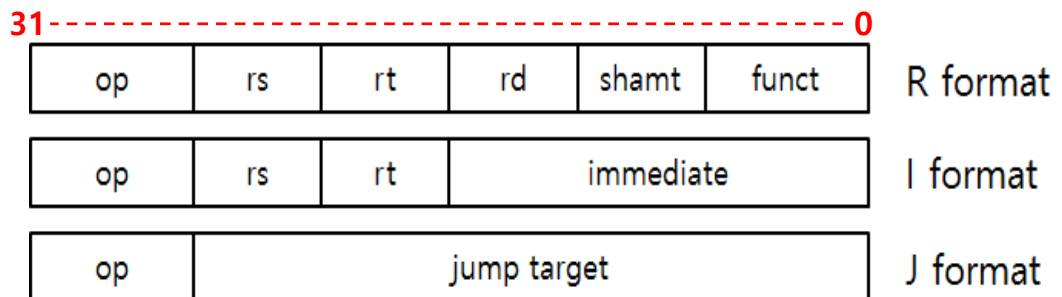 31 0
op rs rt rd shamt funct R format
op rs rt immediate I format
op jump target J format